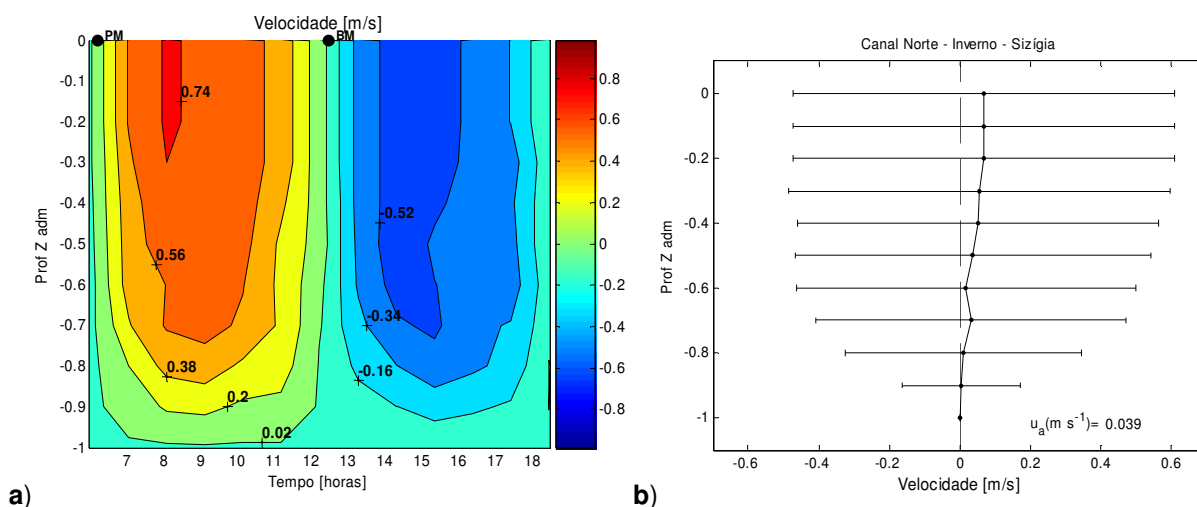 Velocidade [m/s]
PM
BM
0
-0.1
-0.2
-0.3
-0.4
-0.5
-0.6
-0.7
-0.8
-0.9
-1
Prof Z adm
0.74
0.56
0.38
0.2
0.02
-0.52
-0.34
-0.16
7 8 9 10 11 12 13 14 15 16 17 18
Tempo [horas]
0.8
0.6
0.4
0.2
0
-0.2
-0.4
-0.6
-0.8
a)
Canal Norte - Inverno - Sizígia
0
-0.2
-0.4
-0.6
-0.8
-1
Prof Z adm
u_a(m s⁻¹)= 0.039
-0.6 -0.4 -0.2 0 0.2 0.4 0.6
Velocidade [m/s]
b)